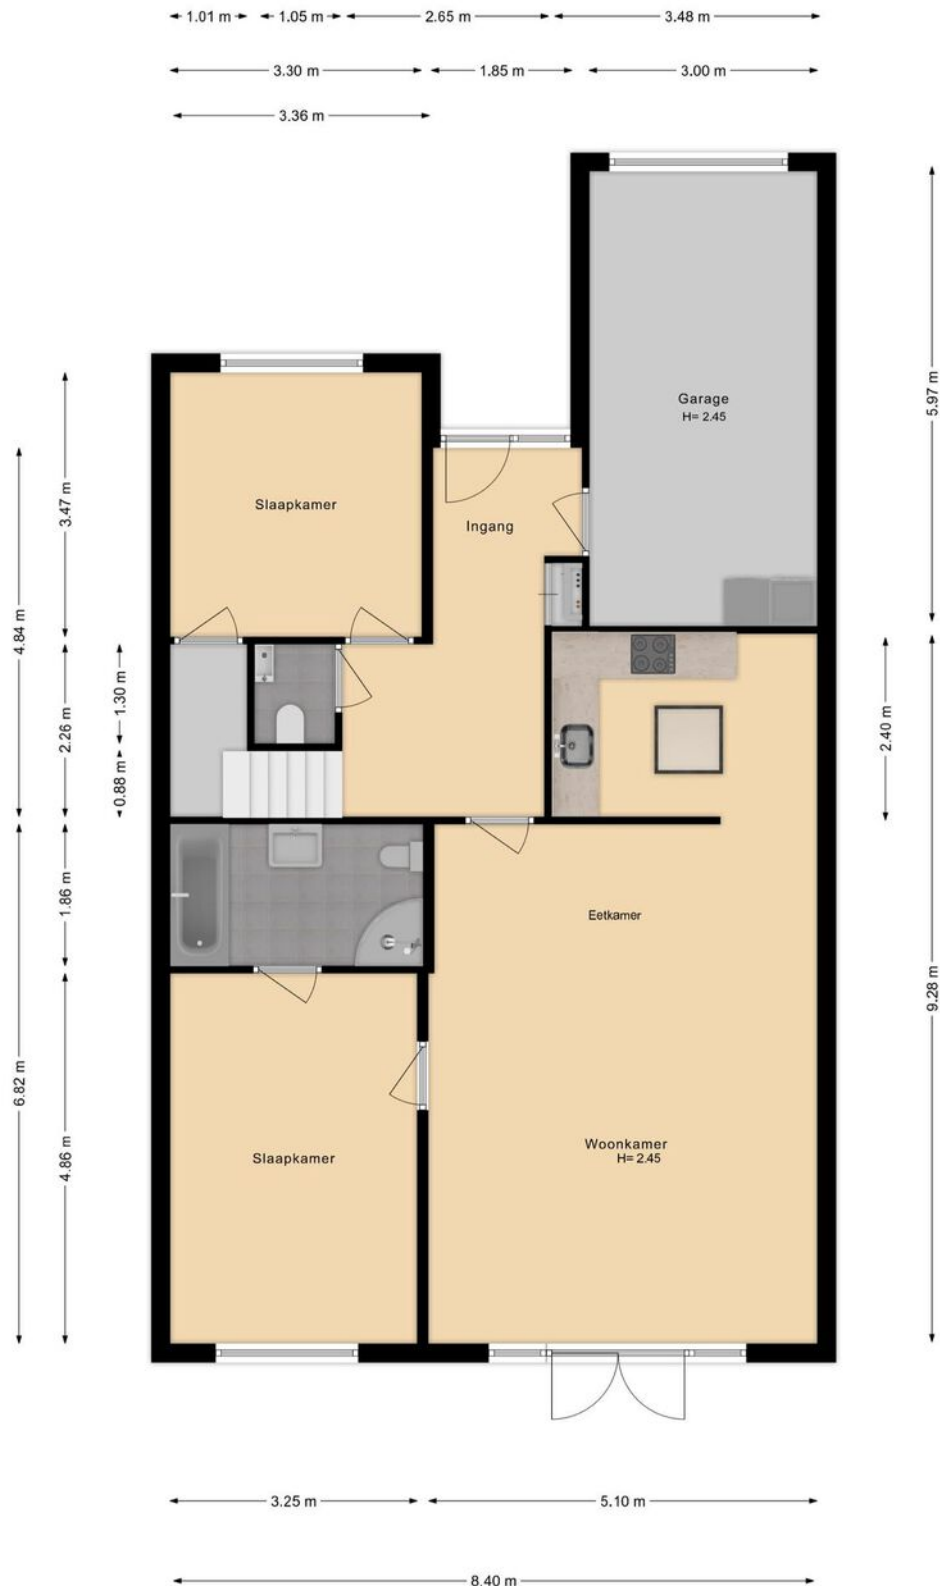 1.01 m 1.05 m 2.65 m 3.48 m
3.30 m 1.85 m 3.00 m
3.36 m
5.97 m
Garage
H= 2.45
3.47 m
Slaapkamer
Ingang
4.84 m
2.26 m
1.30 m
0.88 m
2.40 m
1.86 m
Eetkamer
9.28 m
6.82 m
4.86 m
Slaapkamer
Woonkamer
H= 2.45
3.25 m 5.10 m
8.40 m